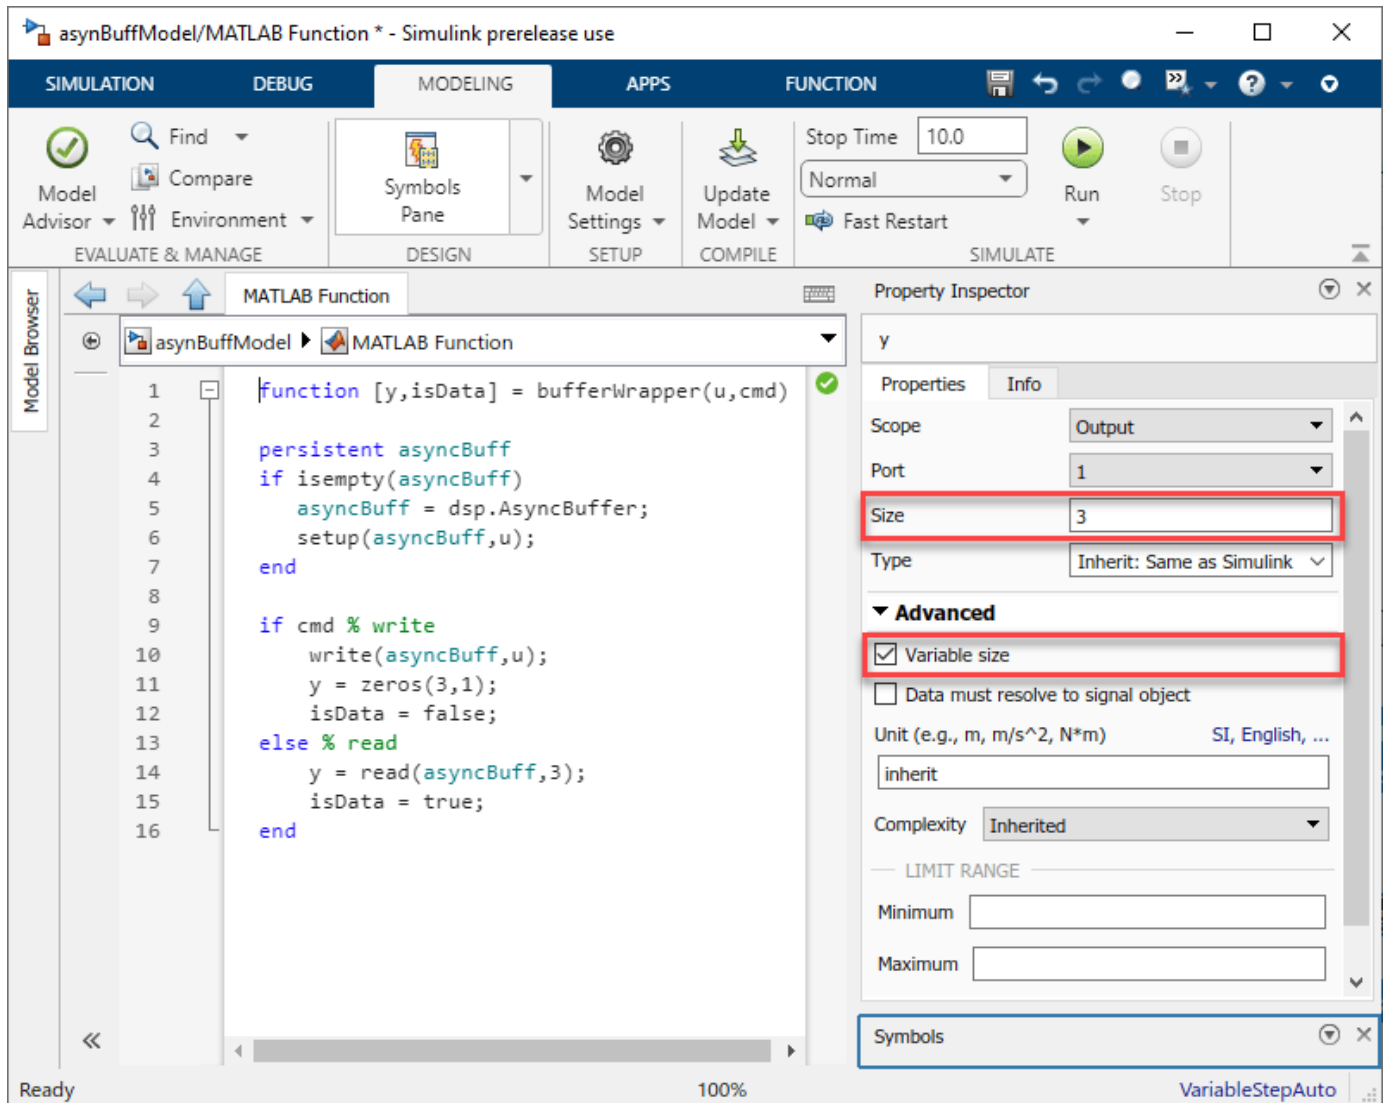 asynBuffModel/MATLAB Function * - Simulink prerelease use
SIMULATION DEBUG MODELING APPS FUNCTION
Find
Compare
Environment
Model
Advisor
EVALUATE & MANAGE
Symbols
Pane
DESIGN
Model
Settings
SETUP
Update
Model
COMPILE
Stop Time 10.0
Normal
Fast Restart
Run
Stop
SIMULATE
Model Browser
MATLAB Function
asynBuffModel MATLAB Function
1 function [y,isData] = bufferWrapper(u,cmd)
2
3 persistent asyncBuff
4 if isempty(asyncBuff)
5 asyncBuff = dsp.AsyncBuffer;
6 setup(asyncBuff,u);
7 end
8
9 if cmd % write
10 write(asyncBuff,u);
11 y = zeros(3,1);
12 isData = false;
13 else % read
14 y = read(asyncBuff,3);
15 isData = true;
16 end
Property Inspector
y
Properties Info
Scope Output
Port 1
Size 3
Type Inherit: Same as Simulink
Advanced
Variable size
Data must resolve to signal object
Unit (e.g., m, m/s^2, N*m) SI, English, ...
inherit
Complexity Inherited
LIMIT RANGE
Minimum
Maximum
Symbols
Ready 100% VariableStepAuto